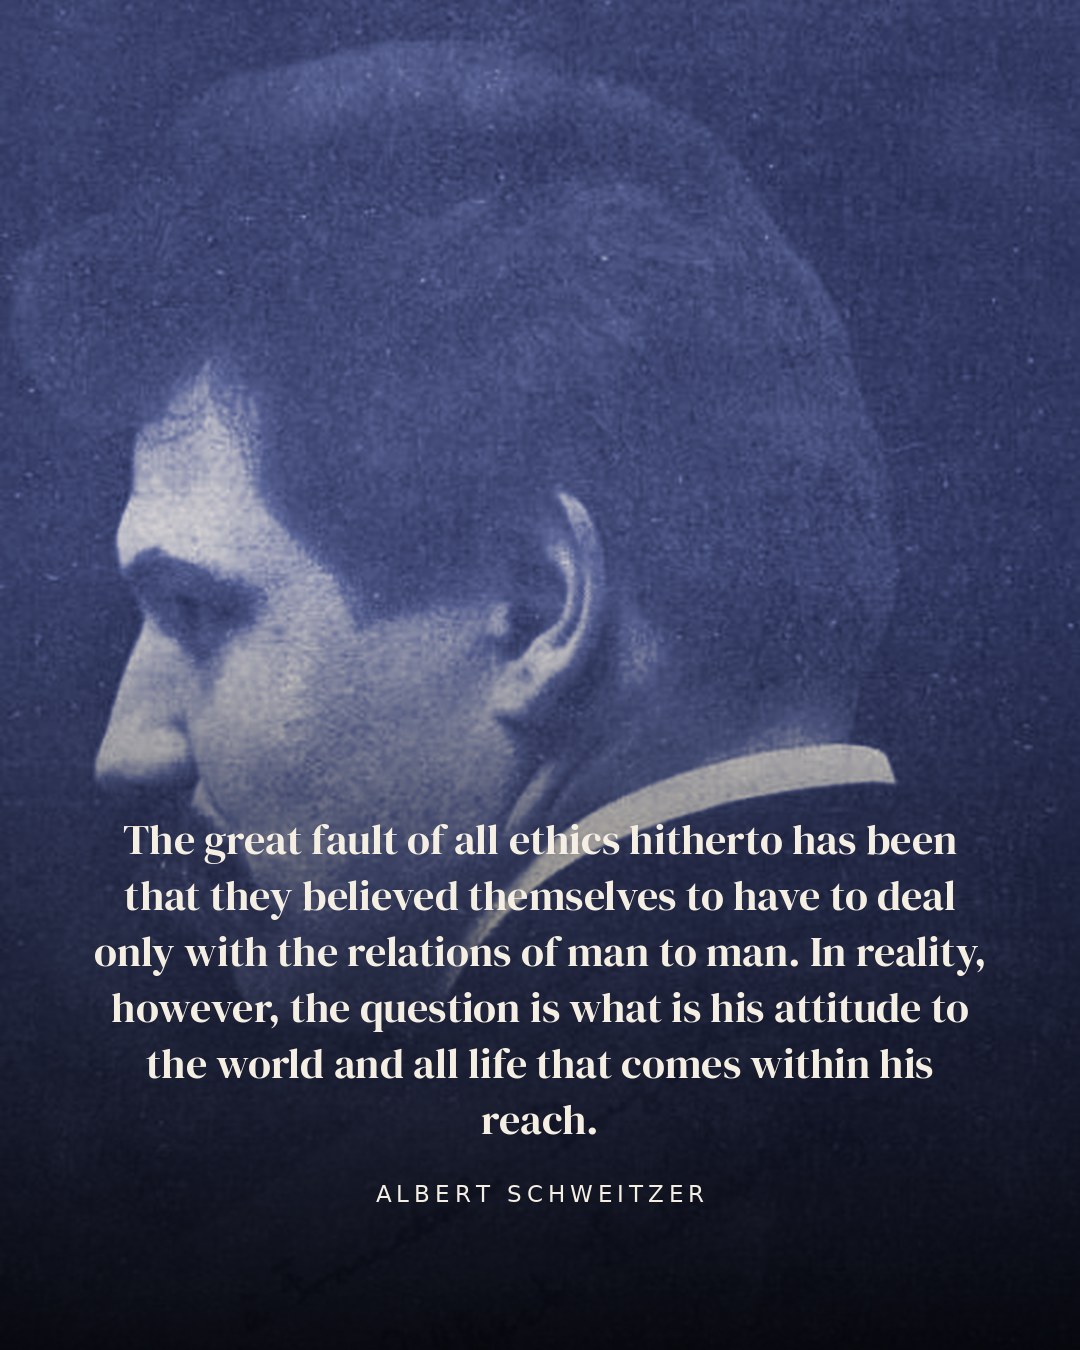 The great fault of all ethics hitherto has been
that they believed themselves to have to deal
only with the relations of man to man. In reality,
however, the question is what is his attitude to
the world and all life that comes within his
reach.
ALBERT SCHWEITZER